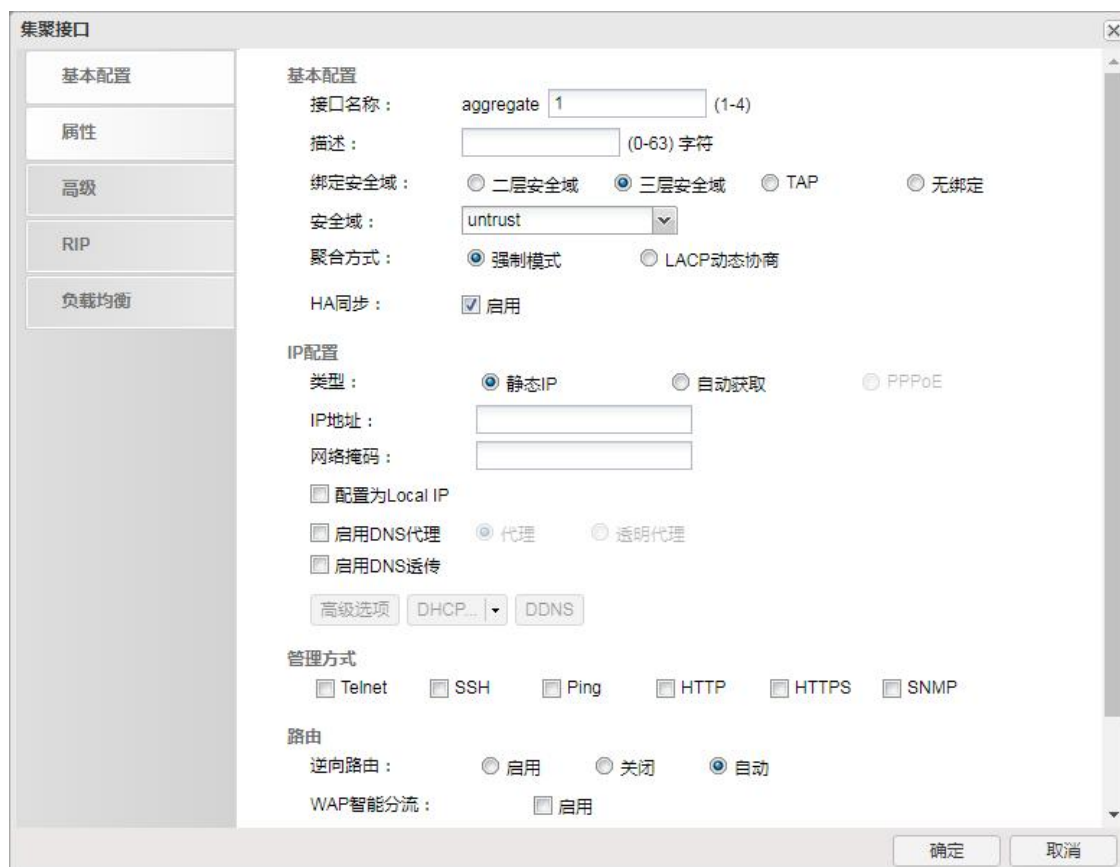 集聚接口
基本配置
属性
高级
RIP
负载均衡
基本配置
接口名称： aggregate 1 (1-4)
描述： (0-63) 字符
绑定安全域： 二层安全域 三层安全域 TAP 无绑定
安全域： untrust
聚合方式： 强制模式 LACP动态协商
HA同步： 启用
IP配置
类型： 静态IP 自动获取 PPPoE
IP地址：
网络掩码：
配置为Local IP
启用DNS代理 代理 透明代理
启用DNS透传
高级选项 DHCP... DDNS
管理方式
Telnet SSH Ping HTTP HTTPS SNMP
路由
逆向路由： 启用 关闭 自动
WAP智能分流： 启用
确定 取消